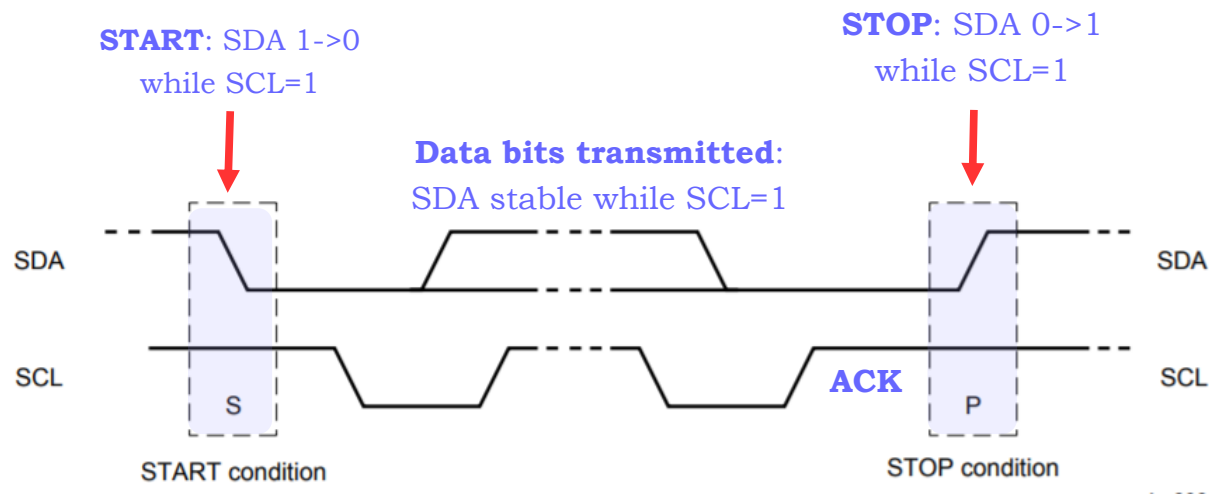 START: SDA 1->0
while SCL=1
STOP: SDA 0->1
while SCL=1
Data bits transmitted:
SDA stable while SCL=1
SDA
SDA
SCL
ACK
SCL
S
P
START condition
STOP condition